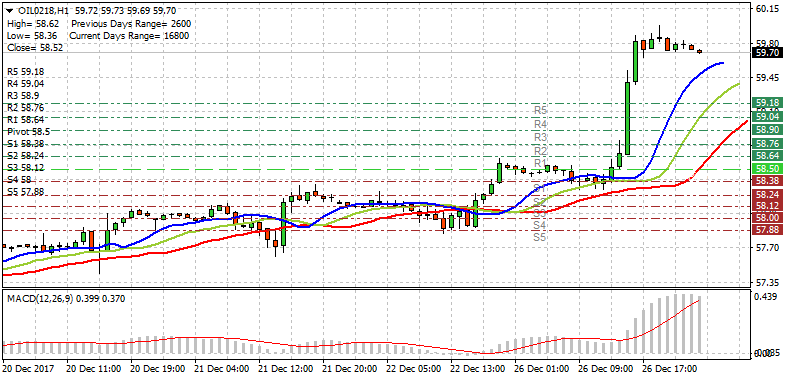 OIL0218,H1 59.72 59.73 59.69 59.70
High= 58.62 Previous Days Range= 2600
Low= 58.36 Current Days Range= 16800
Close= 58.52
R5 59.18
R4 59.04
R3 58.9
R2 58.76
R1 58.64
Pivot 58.5
S1 58.38
S2 58.24
S3 58.12
S4 58
S5 57.88
R5
R4
R3
R2
R1
S1
S2
S3
S4
S5
60.15
59.80
59.70
59.45
59.18
59.04
58.90
58.76
58.64
58.50
58.38
58.24
58.12
58.00
57.88
57.70
57.35
MACD(12,26,9) 0.399 0.370
0.439
20 Dec 2017
20 Dec 11:00
20 Dec 19:00
21 Dec 04:00
21 Dec 12:00
21 Dec 20:00
22 Dec 05:00
22 Dec 13:00
26 Dec 01:00
26 Dec 09:00
26 Dec 17:00